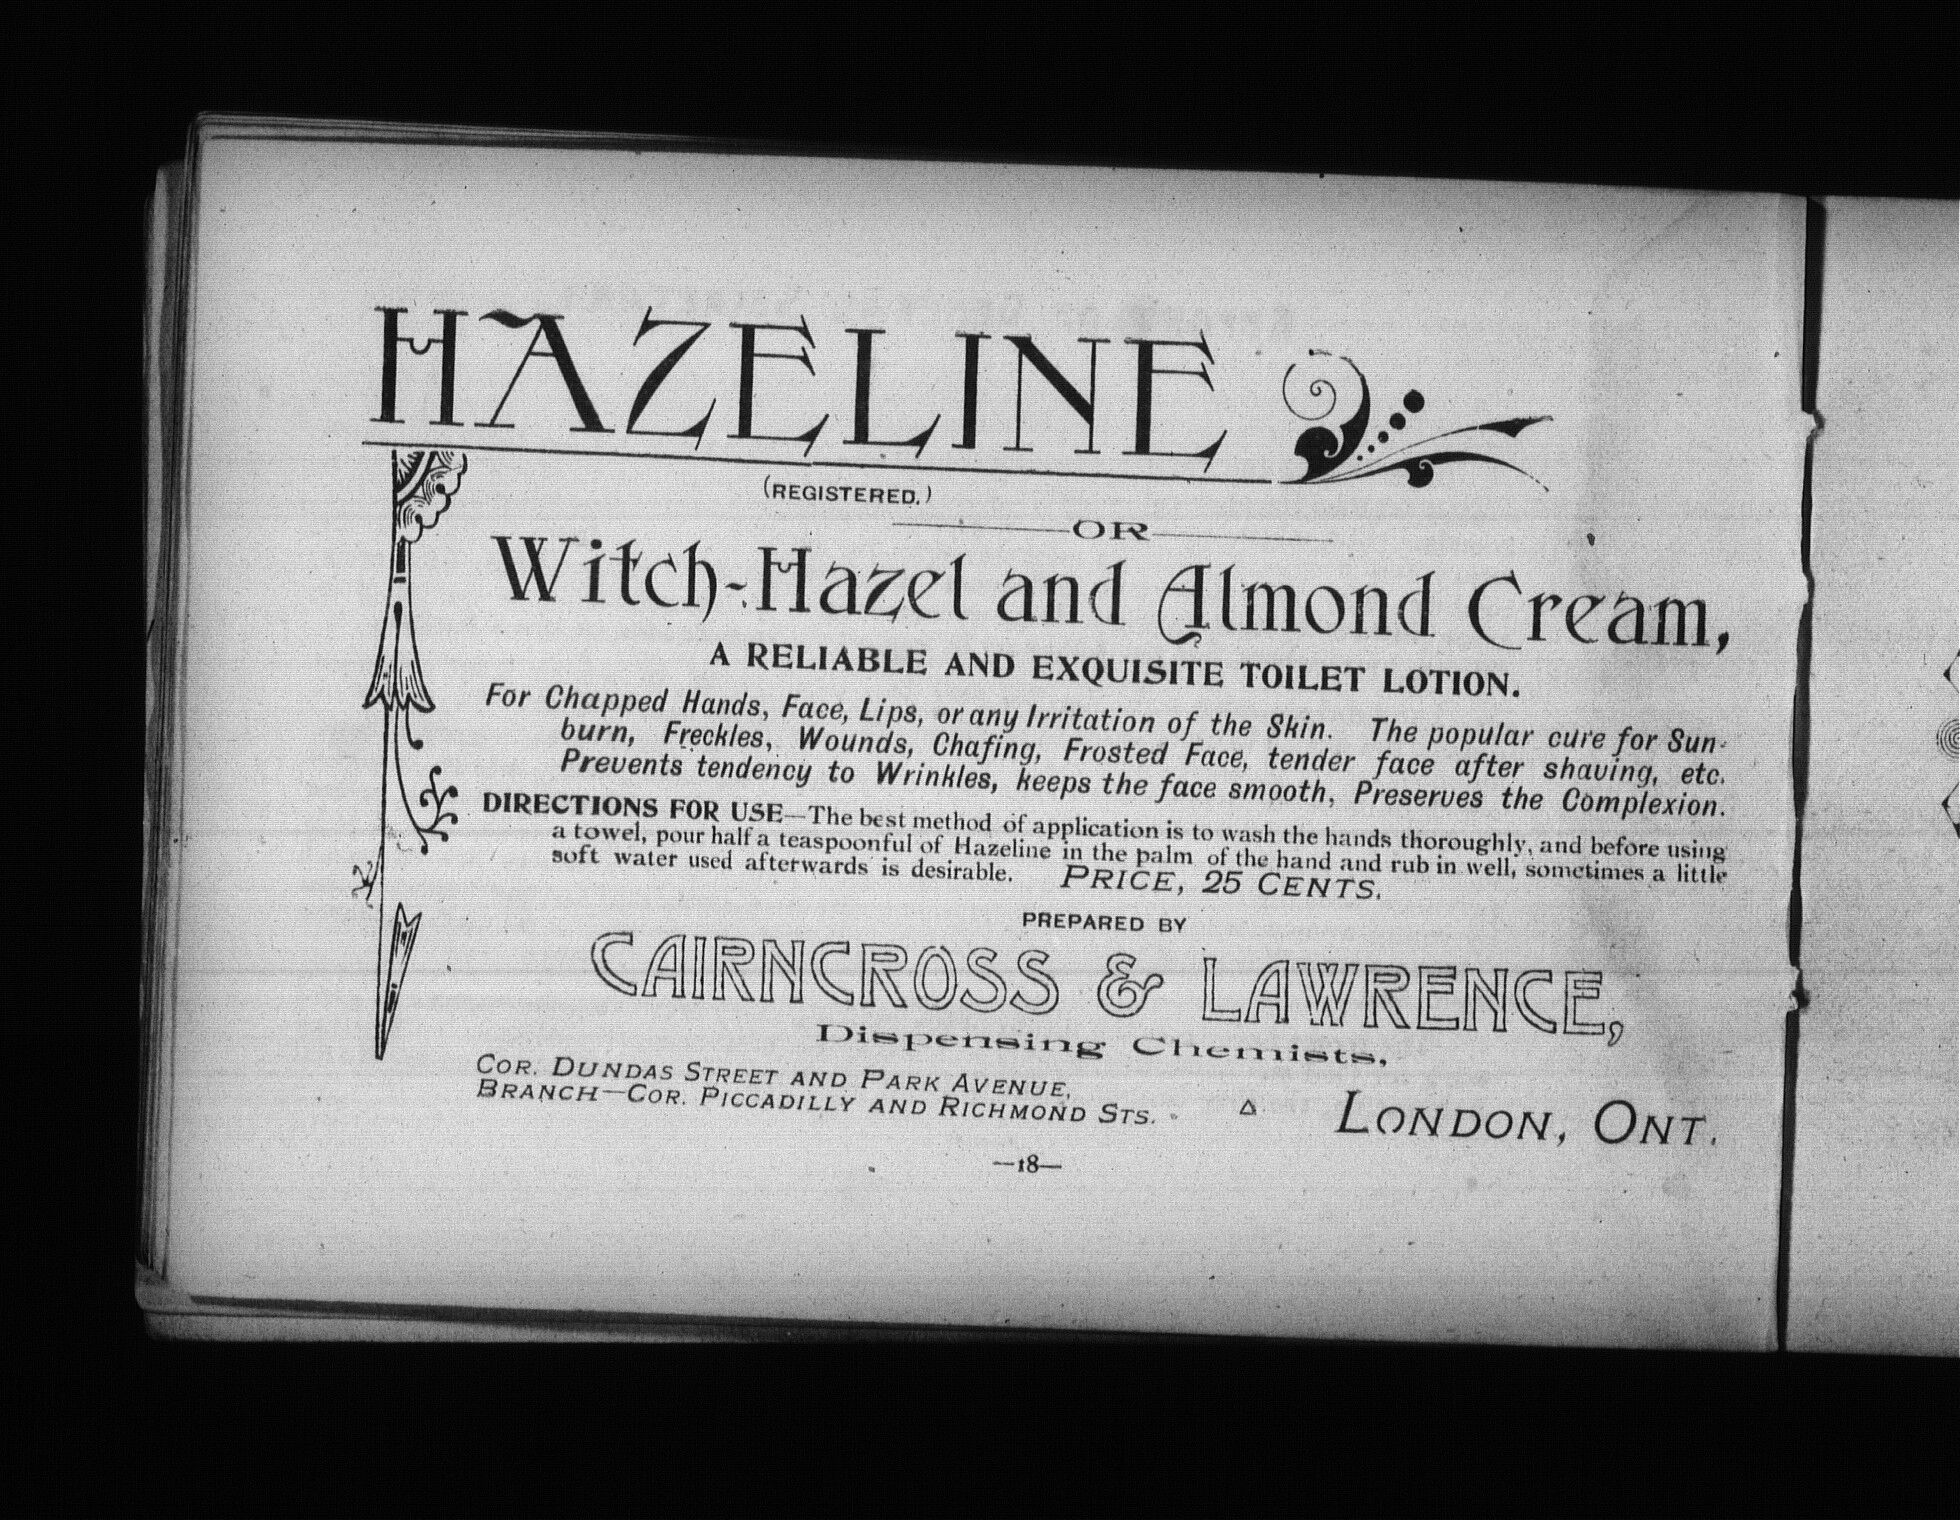 HAZELINE
(REGISTERED.)
OR
Witch-Hazel and Almond Cream,
A RELIABLE AND EXQUISITE TOILET LOTION.
For Chapped Hands, Face, Lips, or any Irritation of the Skin. The popular cure for Sun-
burn, Freckles, Wounds, Chafing, Frosted Face, tender face after shaving, etc.
Prevents tendency to Wrinkles, keeps the face smooth, Preserves the Complexion.
DIRECTIONS FOR USE—The best method of application is to wash the hands thoroughly, and before using
a towel, pour half a teaspoonful of Hazeline in the palm of the hand and rub in well, sometimes a little
soft water used afterwards is desirable. PRICE, 25 CENTS.
PREPARED BY
CAIRNCROSS & LAWRENCE,
Dispensing Chemists,
COR. DUNDAS STREET AND PARK AVENUE,
BRANCH—COR. PICCADILLY AND RICHMOND STS.
LONDON, ONT.
—18—